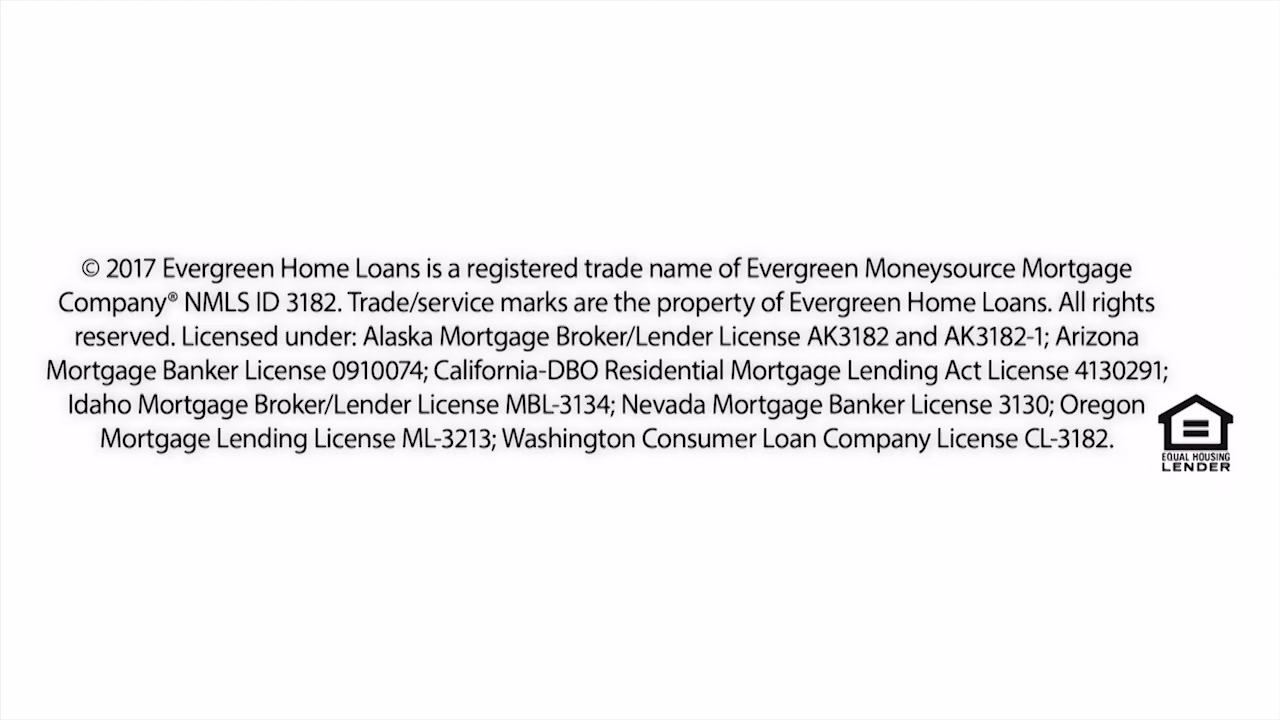 © 2017 Evergreen Home Loans is a registered trade name of Evergreen Moneysource Mortgage
Company® NMLS ID 3182. Trade/service marks are the property of Evergreen Home Loans. All rights
reserved. Licensed under: Alaska Mortgage Broker/Lender License AK3182 and AK3182-1; Arizona
Mortgage Banker License 0910074; California-DBO Residential Mortgage Lending Act License 4130291;
Idaho Mortgage Broker/Lender License MBL-3134; Nevada Mortgage Banker License 3130; Oregon
Mortgage Lending License ML-3213; Washington Consumer Loan Company License CL-3182.
EQUAL HOUSING
LENDER